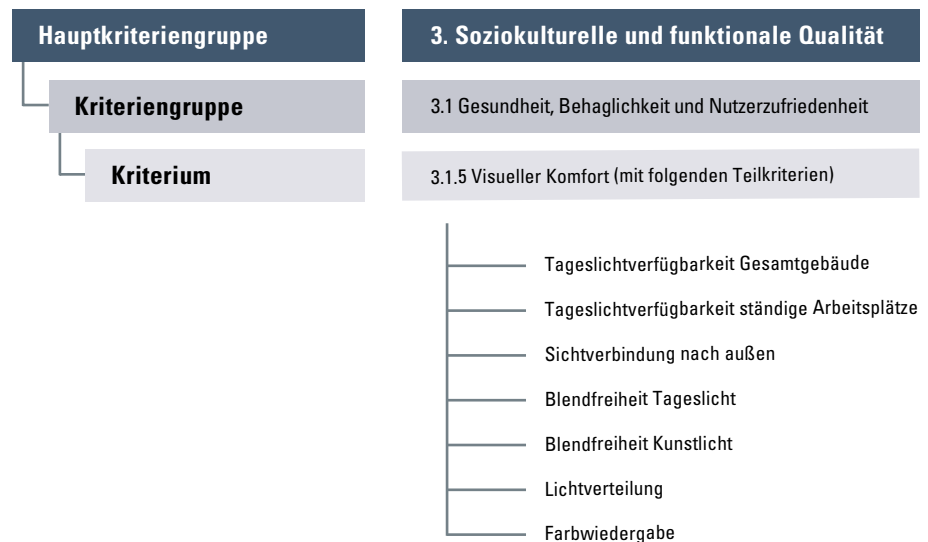 Hauptkriteriengruppe
3. Soziokulturelle und funktionale Qualität
Kriteriengruppe
3.1 Gesundheit, Behaglichkeit und Nutzerzufriedenheit
Kriterium
3.1.5 Visueller Komfort (mit folgenden Teilkriterien)
Tageslichtverfügbarkeit Gesamtgebäude
Tageslichtverfügbarkeit ständige Arbeitsplätze
Sichtverbindung nach außen
Blendfreiheit Tageslicht
Blendfreiheit Kunstlicht
Lichtverteilung
Farbwiedergabe